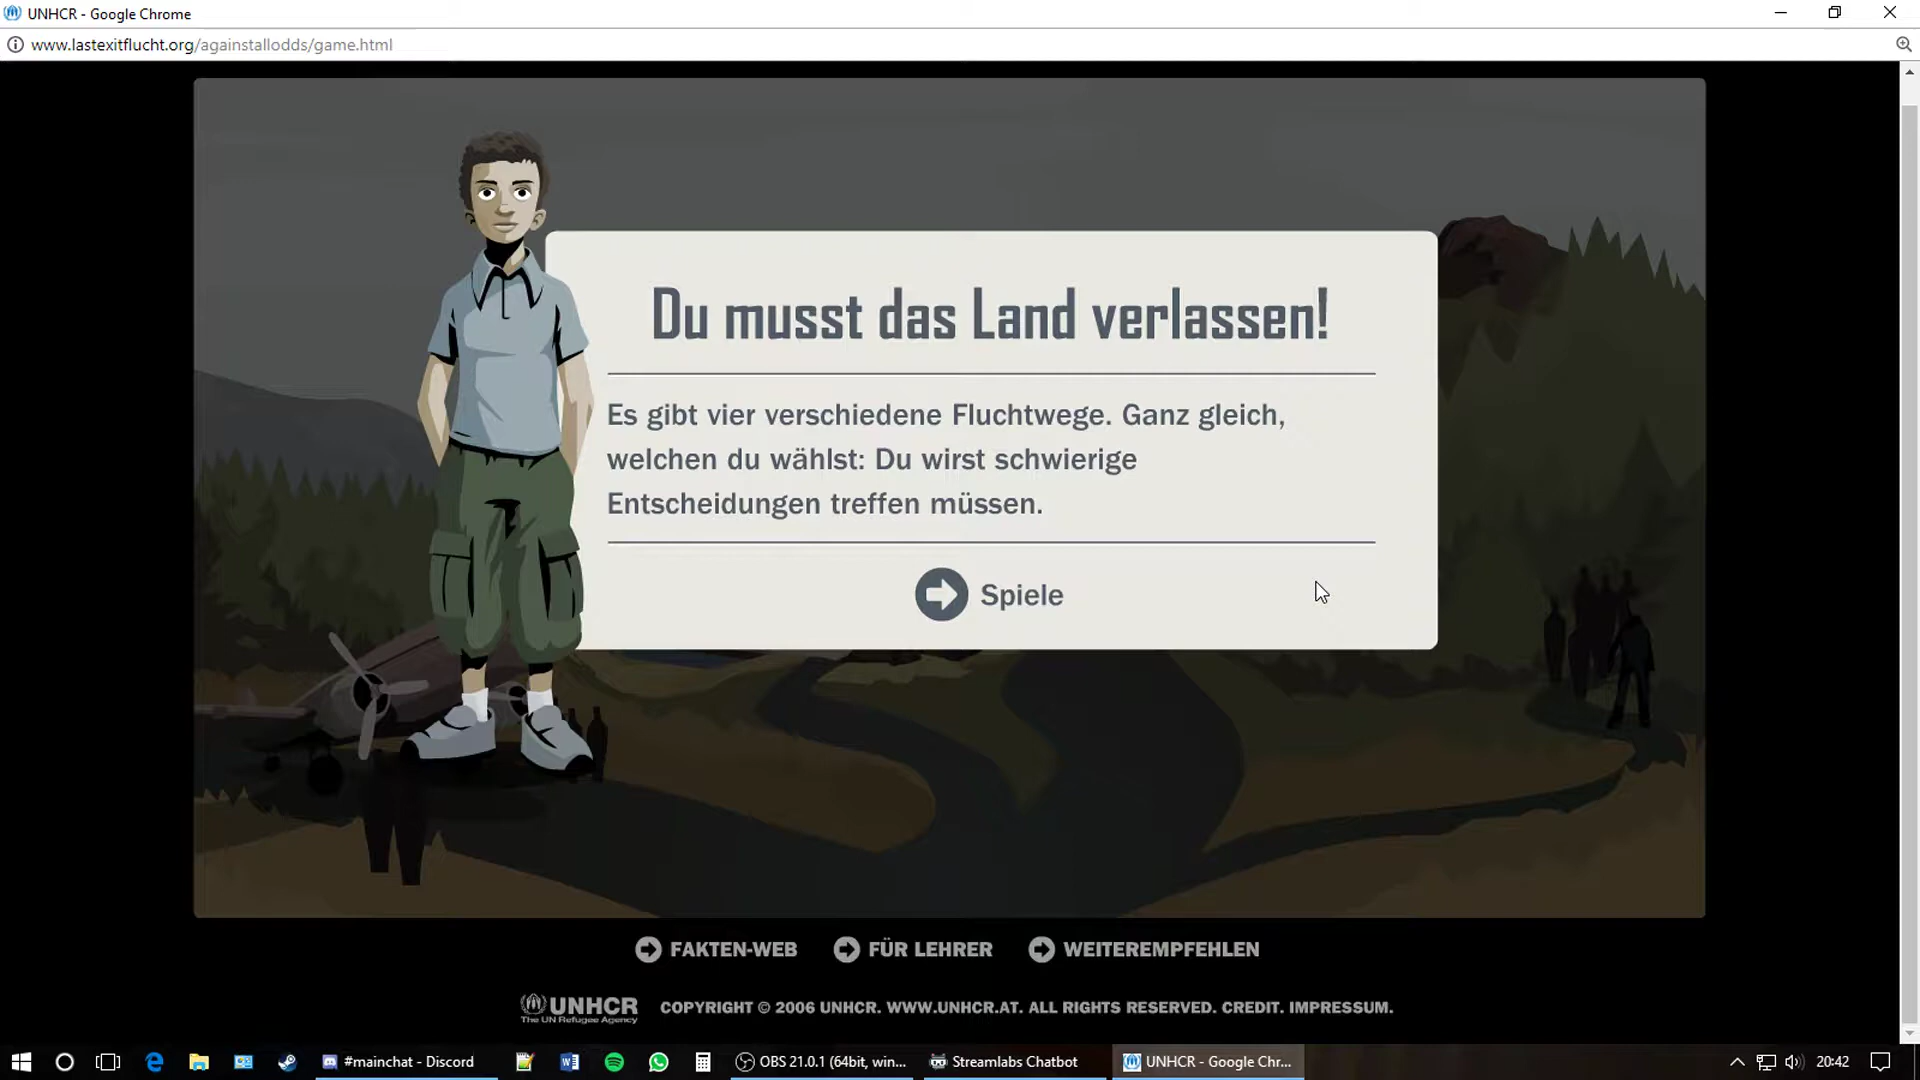 UNHCR - Google Chrome
www.lastexitflucht.org/againstallodds/game.html
Du musst das Land verlassen!
Es gibt vier verschiedene Fluchtwege. Ganz gleich,
welchen du wählst: Du wirst schwierige
Entscheidungen treffen müssen.
Spiele
FAKTEN-WEB FÜR LEHRER WEITEREMPFEHLEN
UNHCR
The UN Refugee Agency
COPYRIGHT © 2006 UNHCR. WWW.UNHCR.AT. ALL RIGHTS RESERVED. CREDIT. IMPRESSUM.
#mainchat - Discord OBS 21.0.1 (64bit, win... Streamlabs Chatbot UNHCR - Google Chr... 20:42